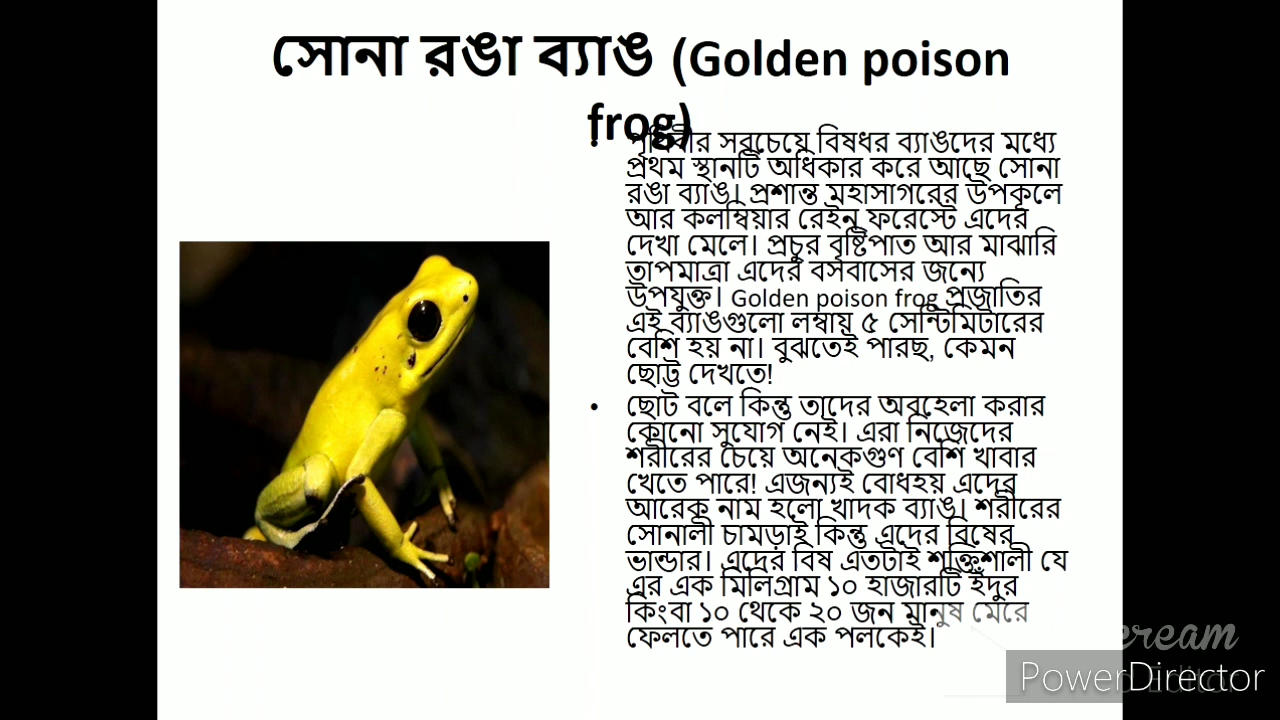 সোনা রঙা ব্যাঙ (Golden poison
frog)
• পৃথিবীর সবচেয়ে বিষধর ব্যাঙদের মধ্যে
প্রথম স্থানটি অধিকার করে আছে সোনা
রঙা ব্যাঙ। প্রশান্ত মহাসাগরের উপকূলে
আর কলম্বিয়ার রেইন ফরেস্টে এদের
দেখা মেলে। প্রচুর বৃষ্টিপাত আর মাঝারি
তাপমাত্রা এদের বসবাসের জন্যে
উপযুক্ত। Golden poison frog প্রজাতির
এই ব্যাঙগুলো লম্বায় ৫ সেন্টিমিটারের
বেশি হয় না। বুঝতেই পারছ, কেমন
ছোট্ট দেখতে!
• ছোট বলে কিন্তু তাদের অবহেলা করার
কোনো সুযোগ নেই। এরা নিজেদের
শরীরের চেয়ে অনেকগুণ বেশি খাবার
খেতে পারে! এজন্যই বোধহয় এদের
আরেক নাম হলো খাদক ব্যাঙ। শরীরের
সোনালী চামড়াই কিন্তু এদের বিষের
ভান্ডার। এদের বিষ এতটাই শক্তিশালী যে
এর এক মিলিগ্রাম ১০ হাজারটি ইঁদুর
কিংবা ১০ থেকে ২০ জন মানুষ মেরে
ফেলতে পারে এক পলকেই।
PowerDirector